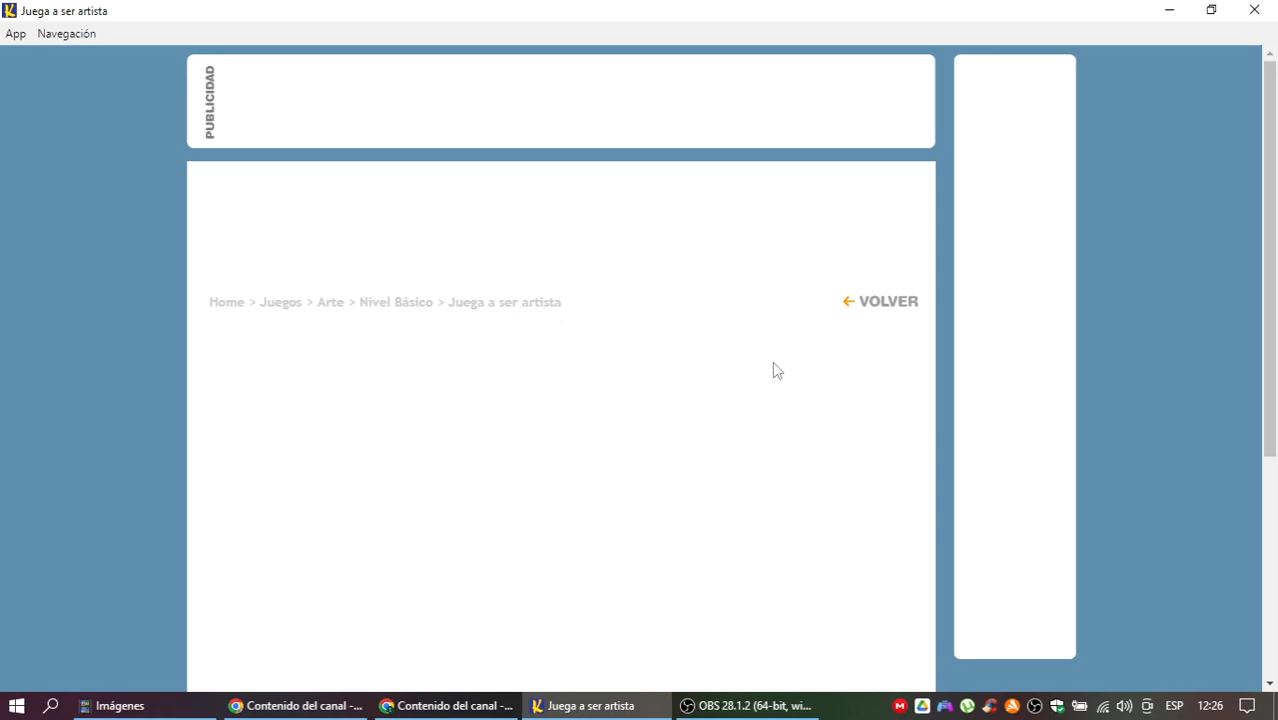 Juega a ser artista
App Navegación
PUBLICIDAD
Home > Juegos > Arte > Nivel Básico > Juega a ser artista
VOLVER
Imágenes
Contenido del canal -...
Contenido del canal -...
Juega a ser artista
OBS 28.1.2 (64-bit, wi...
ESP
12:26